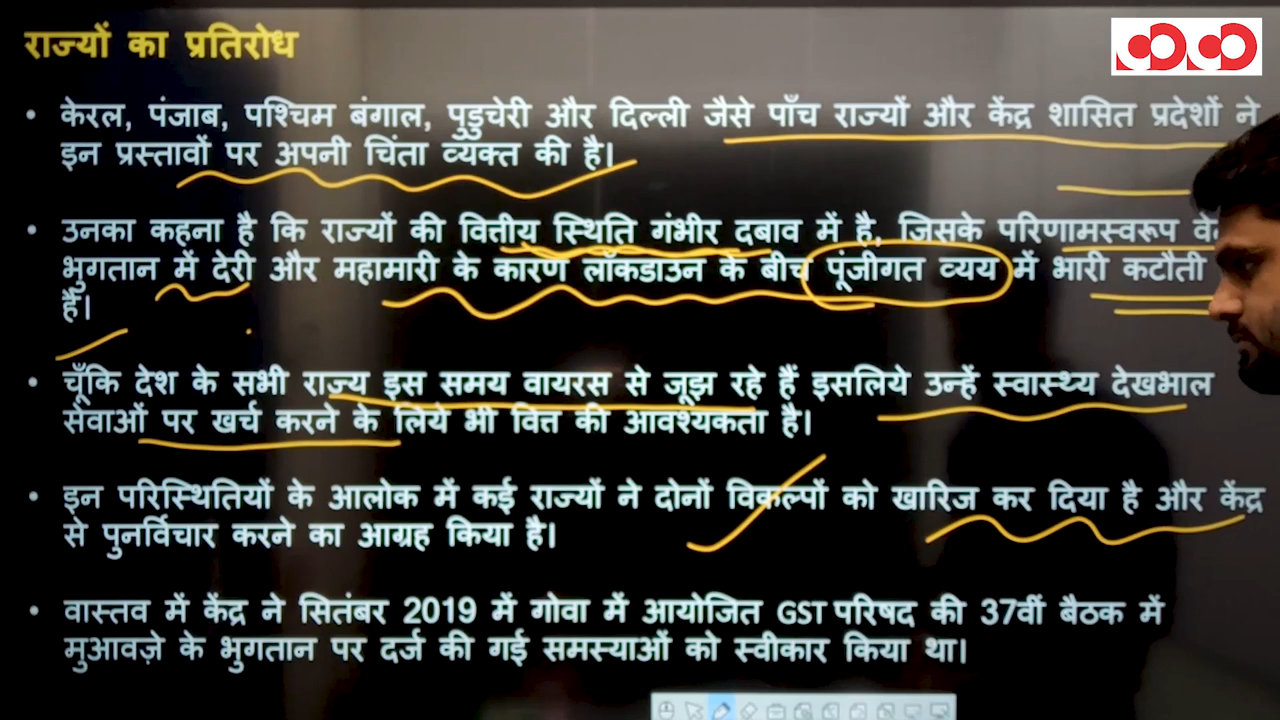 राज्यों का प्रतिरोध
• केरल, पंजाब, पश्चिम बंगाल, पुडुचेरी और दिल्ली जैसे पाँच राज्यों और केंद्र शासित प्रदेशों ने
इन प्रस्तावों पर अपनी चिंता व्यक्त की है।
• उनका कहना है कि राज्यों की वित्तीय स्थिति गंभीर दबाव में है, जिसके परिणामस्वरूप
भुगतान में देरी और महामारी के कारण लॉकडाउन के बीच पूंजीगत व्यय में भारी कटौती
हैं।
• चूँकि देश के सभी राज्य इस समय वायरस से जूझ रहे हैं इसलिये उन्हें स्वास्थ्य देखभाल
सेवाओं पर खर्च करने के लिये भी वित्त की आवश्यकता है।
• इन परिस्थितियों के आलोक में कई राज्यों ने दोनों विकल्पों को खारिज कर दिया है और केंद्र
से पुनर्विचार करने का आग्रह किया है।
• वास्तव में केंद्र ने सितंबर 2019 में गोवा में आयोजित GST परिषद की 37वीं बैठक में
मुआवज़े के भुगतान पर दर्ज की गई समस्याओं को स्वीकार किया था।